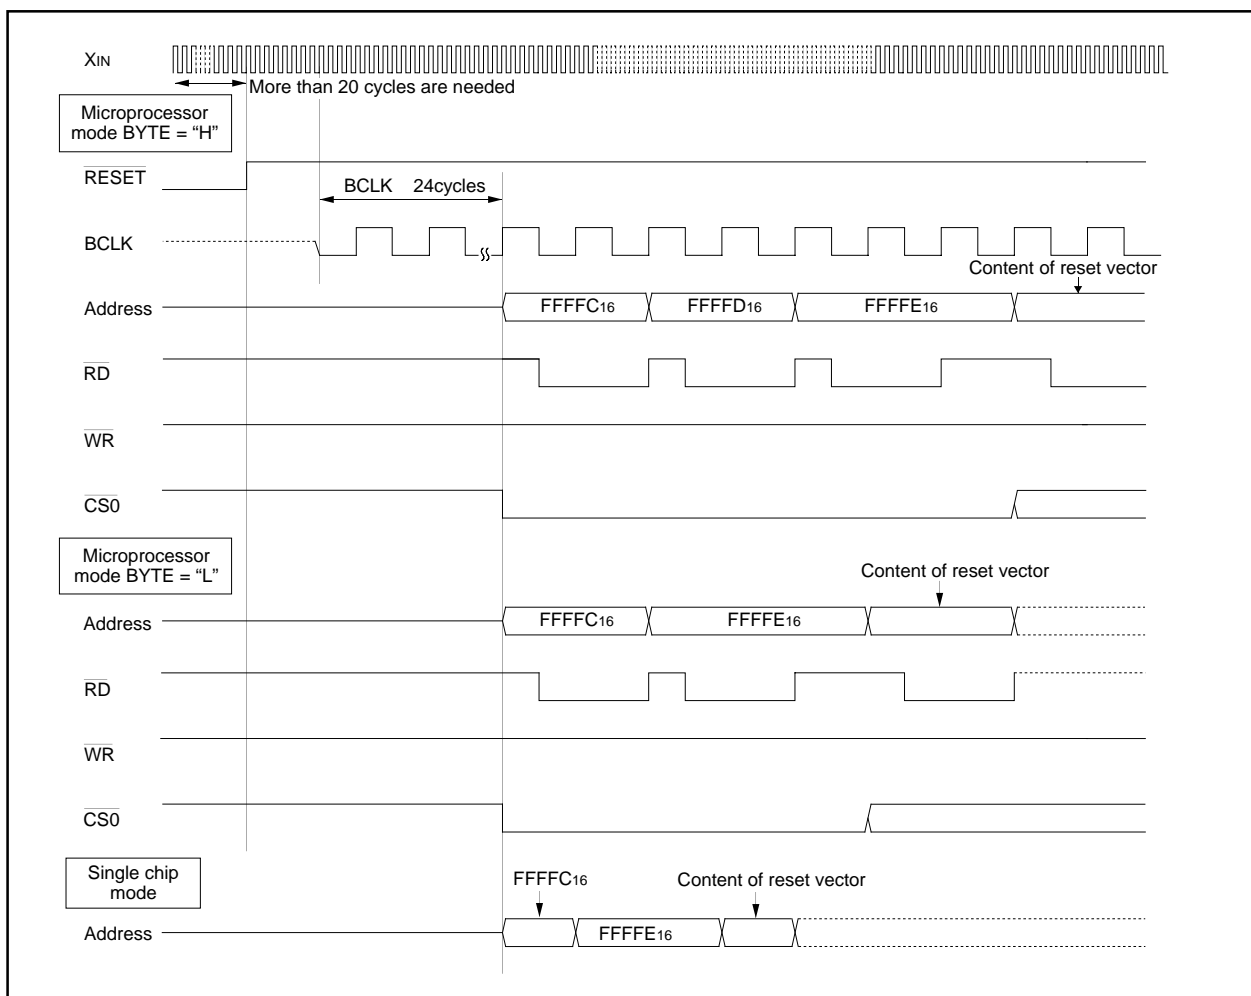 XIN
More than 20 cycles are needed
Microprocessor
mode BYTE = “H”
RESET
BCLK 24cycles
BCLK
Content of reset vector
Address
FFFFC16
FFFFD16
FFFFE16
RD
WR
CS0
Microprocessor
mode BYTE = “L”
Content of reset vector
Address
FFFFC16
FFFFE16
RD
WR
CS0
Single chip
mode
FFFFC16
Content of reset vector
Address
FFFFE16